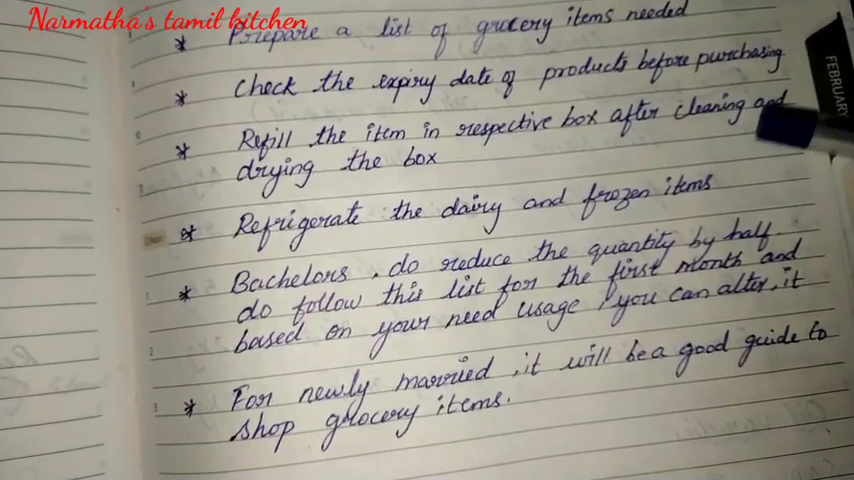 Narmatha's tamil kitchen
* Prepare a list of grocery items needed
* Check the expiry date of products before purchasing
* Refill the item in respective box after cleaning and
drying the box
* Refrigerate the dairy and frozen items
* Bachelors, do reduce the quantity by half
do follow this list for the first month and
based on your need usage, you can alter it
* For newly married, it will be a good guide to
shop grocery items.
FEBRUARY